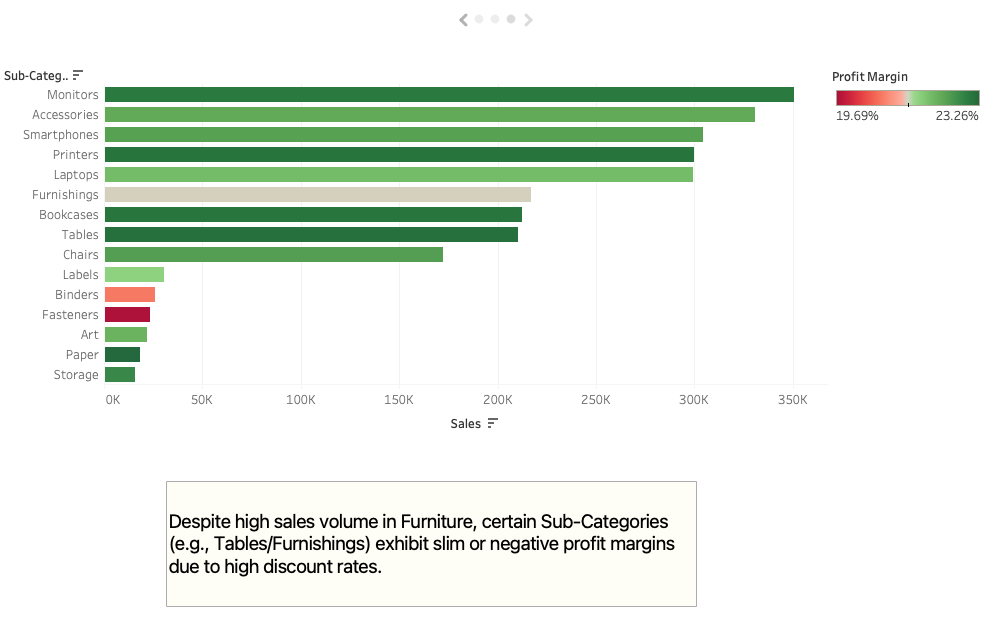 Sub-Categ..
Profit Margin
19.69%
23.26%
Monitors
Accessories
Smartphones
Printers
Laptops
Furnishings
Bookcases
Tables
Chairs
Labels
Binders
Fasteners
Art
Paper
Storage
0K 50K 100K 150K 200K 250K 300K 350K
Sales
Despite high sales volume in Furniture, certain Sub-Categories
(e.g., Tables/Furnishings) exhibit slim or negative profit margins
due to high discount rates.